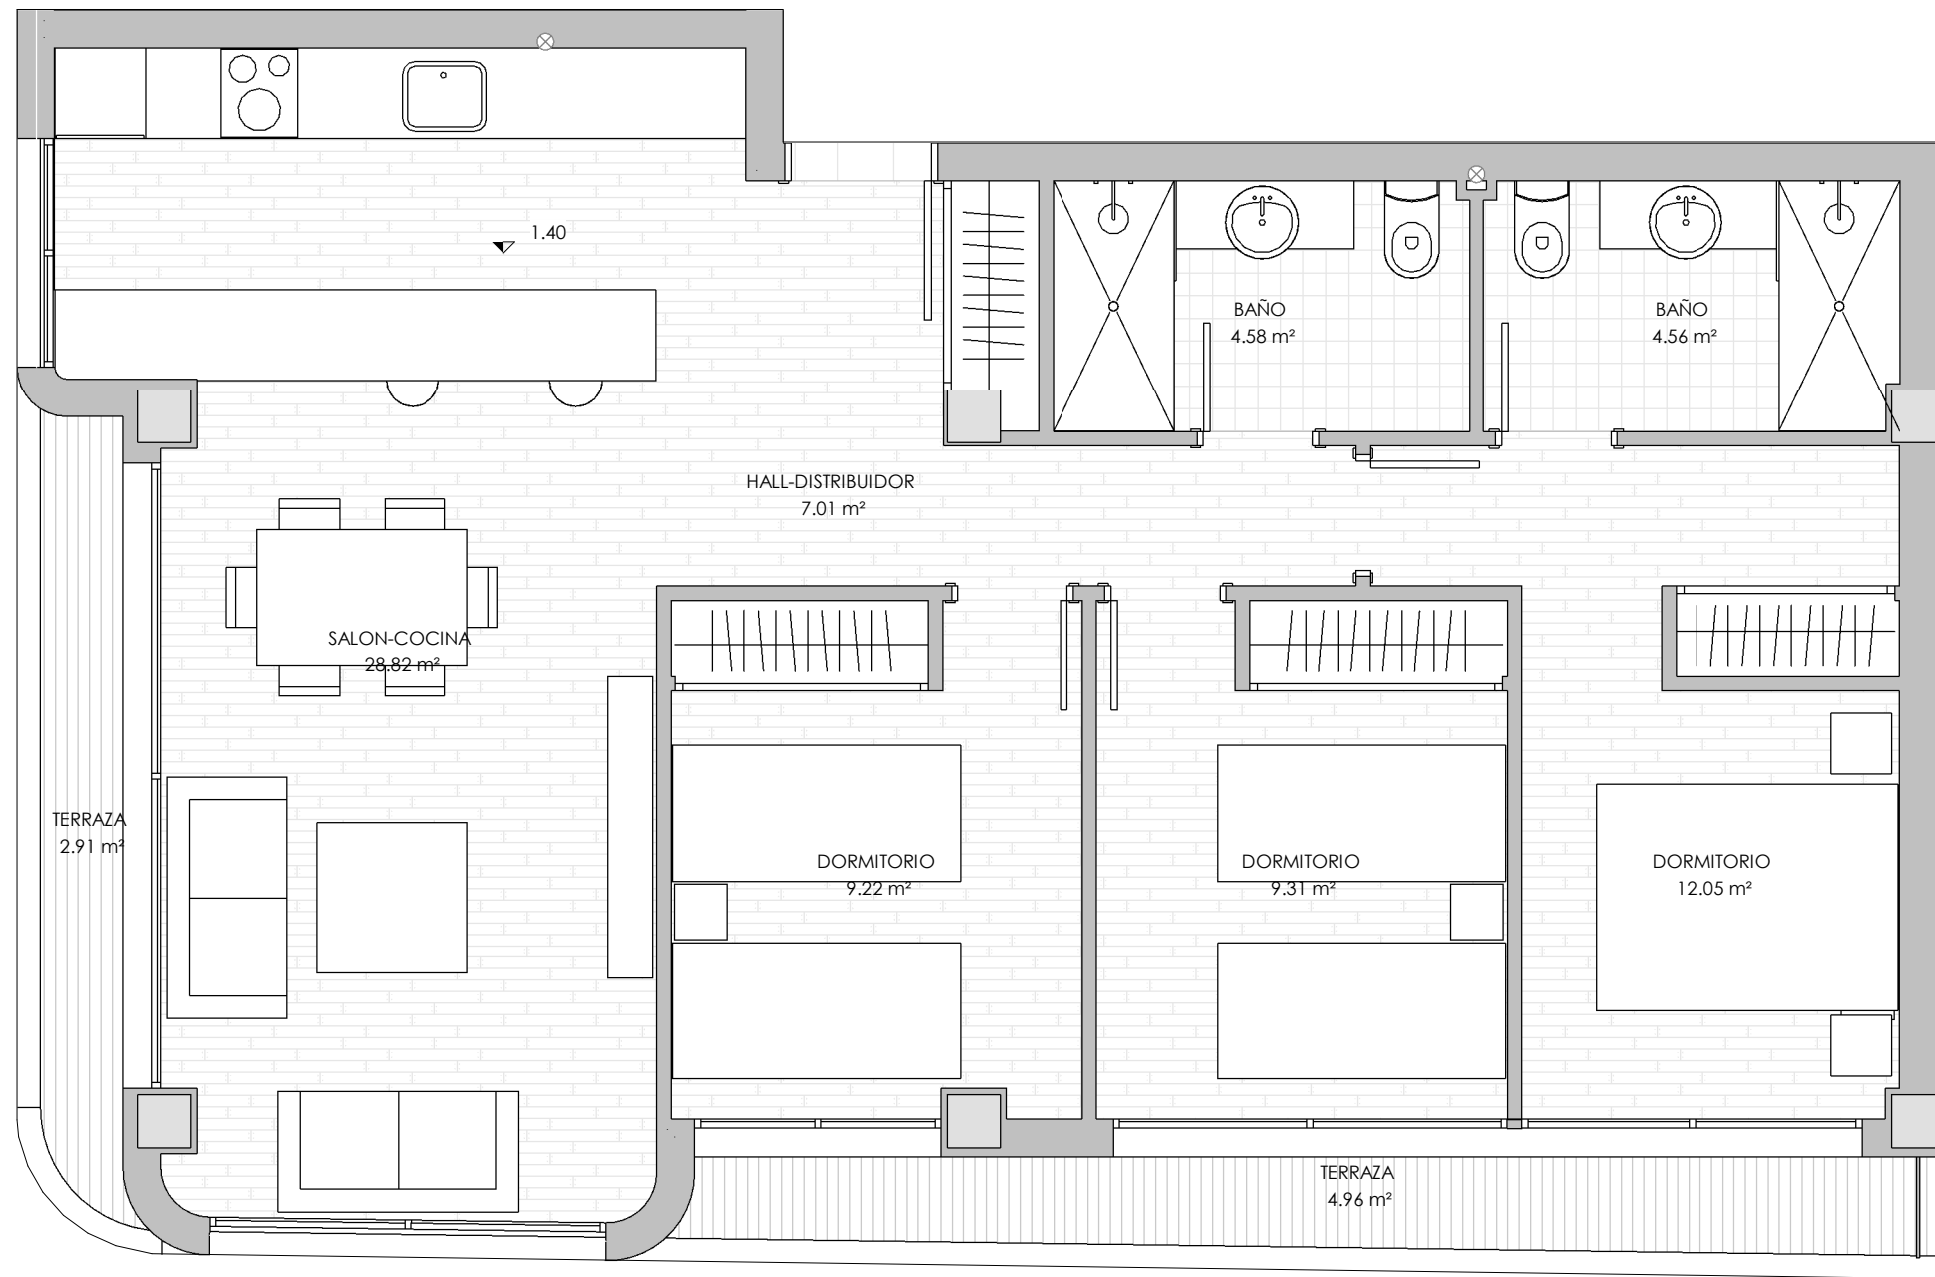 1.40
BAÑO
4.58 m²
BAÑO
4.56 m²
HALL-DISTRIBUIDOR
7.01 m²
SALON-COCINA
28.82 m²
TERRAZA
2.91 m²
DORMITORIO
9.22 m²
DORMITORIO
9.31 m²
DORMITORIO
12.05 m²
TERRAZA
4.96 m²